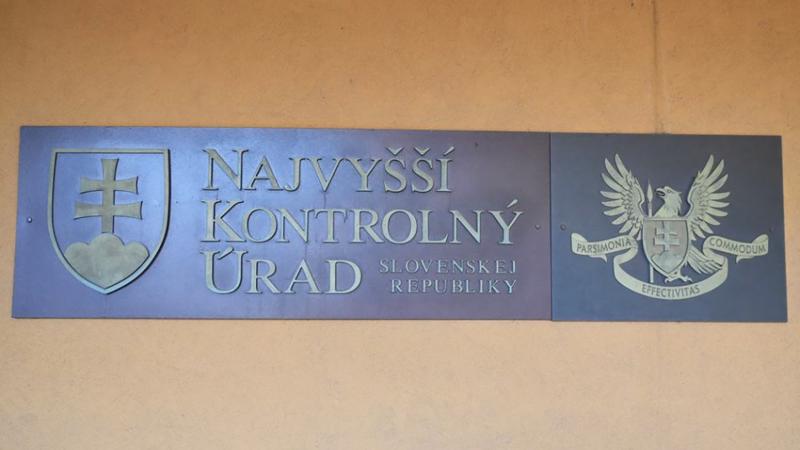 NAJVYŠŠÍ
KONTROLNÝ
ÚRAD SLOVENSKEJ
REPUBLIKY
PARSIMONIA COMMODUM
EFFECTIVITAS